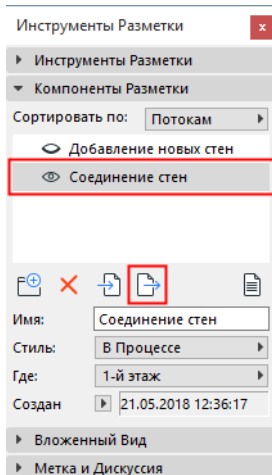 Инструменты Разметки
Инструменты Разметки
Компоненты Разметки
Сортировать по: Потокам
Добавление новых стен
Соединение стен
Имя: Соединение стен
Стиль: В Процессе
Где: 1-й этаж
Создан 21.05.2018 12:36:17
Вложенный Вид
Метка и Дискуссия